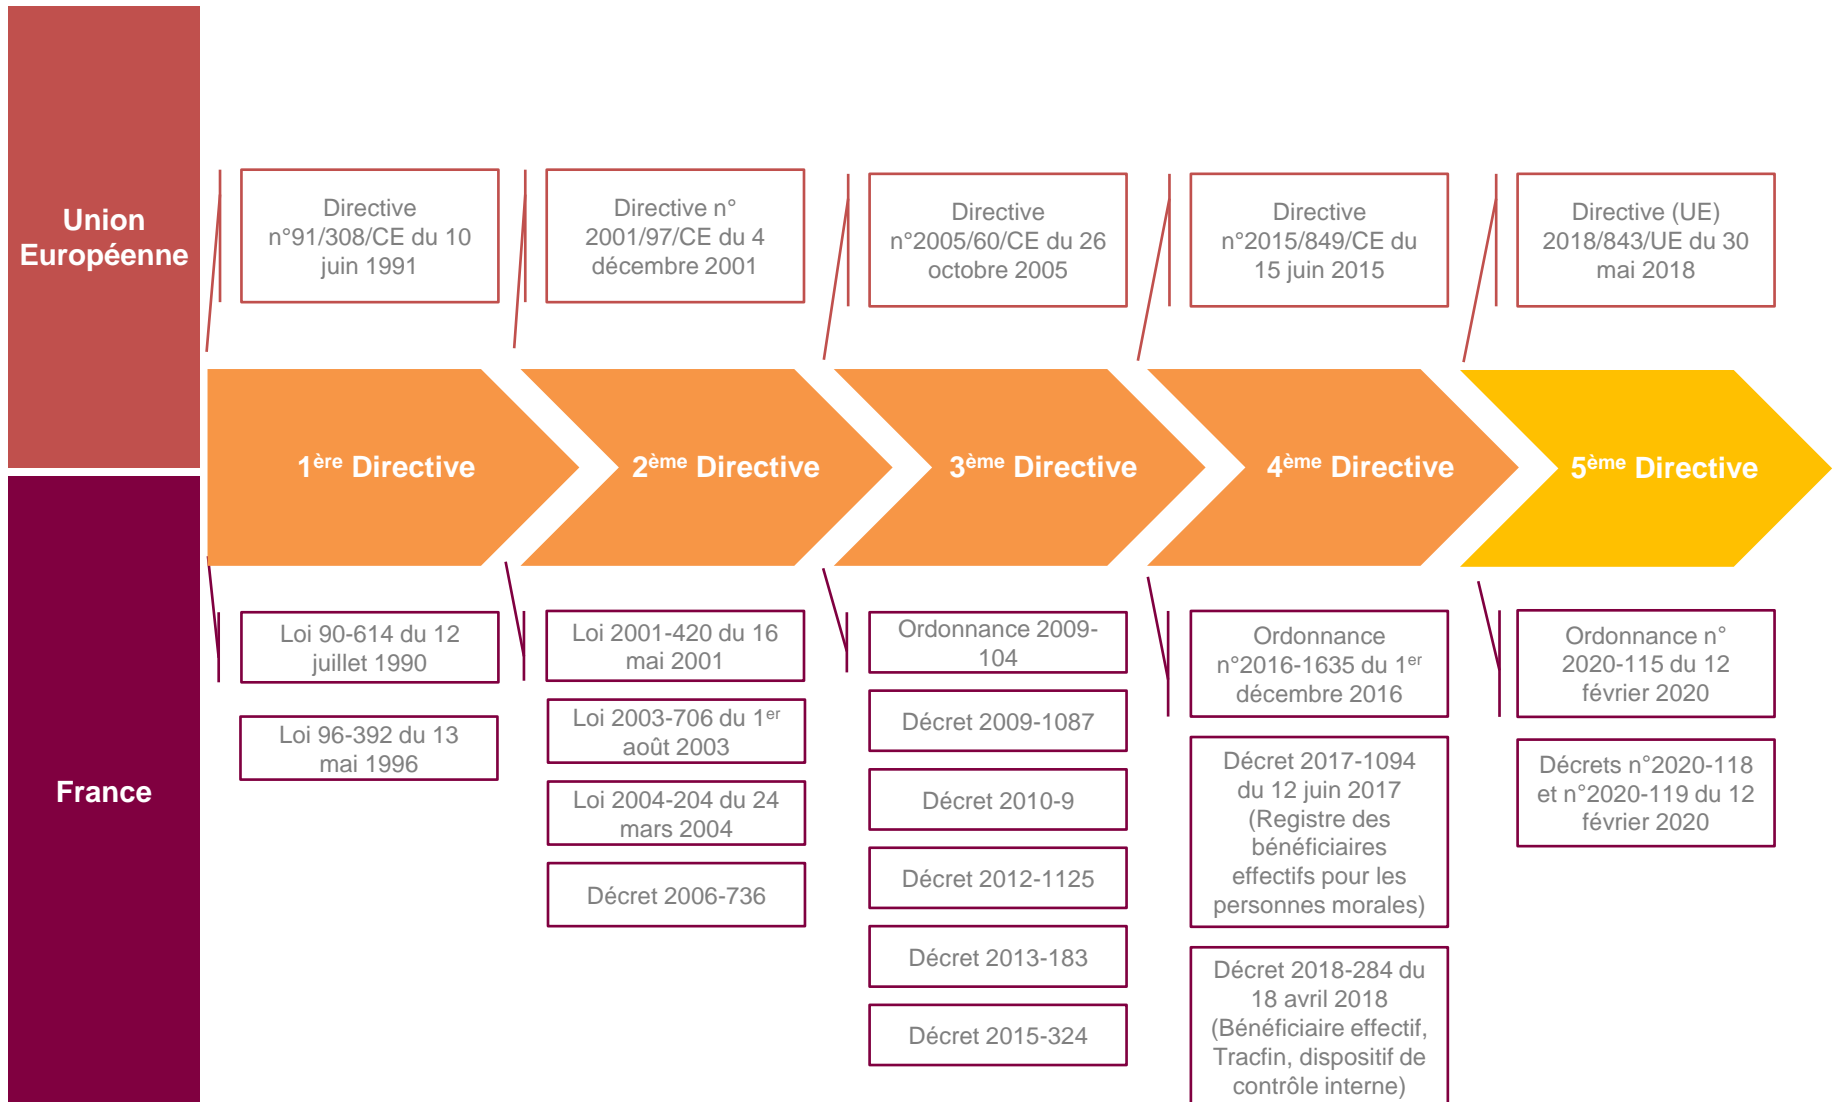 Union
Européenne
Directive
n°91/308/CE du 10
juin 1991
Directive n°
2001/97/CE du 4
décembre 2001
Directive
n°2005/60/CE du 26
octobre 2005
Directive
n°2015/849/CE du
15 juin 2015
Directive (UE)
2018/843/UE du 30
mai 2018
1ère Directive
2ème Directive
3ème Directive
4ème Directive
5ème Directive
France
Loi 90-614 du 12
juillet 1990
Loi 96-392 du 13
mai 1996
Loi 2001-420 du 16
mai 2001
Loi 2003-706 du 1er
août 2003
Loi 2004-204 du 24
mars 2004
Décret 2006-736
Ordonnance 2009-
104
Décret 2009-1087
Décret 2010-9
Décret 2012-1125
Décret 2013-183
Décret 2015-324
Ordonnance
n°2016-1635 du 1er
décembre 2016
Décret 2017-1094
du 12 juin 2017
(Registre des
bénéficiaires
effectifs pour les
personnes morales)
Décret 2018-284 du
18 avril 2018
(Bénéficiaire effectif,
Tracfin, dispositif de
contrôle interne)
Ordonnance n°
2020-115 du 12
février 2020
Décrets n°2020-118
et n°2020-119 du 12
février 2020